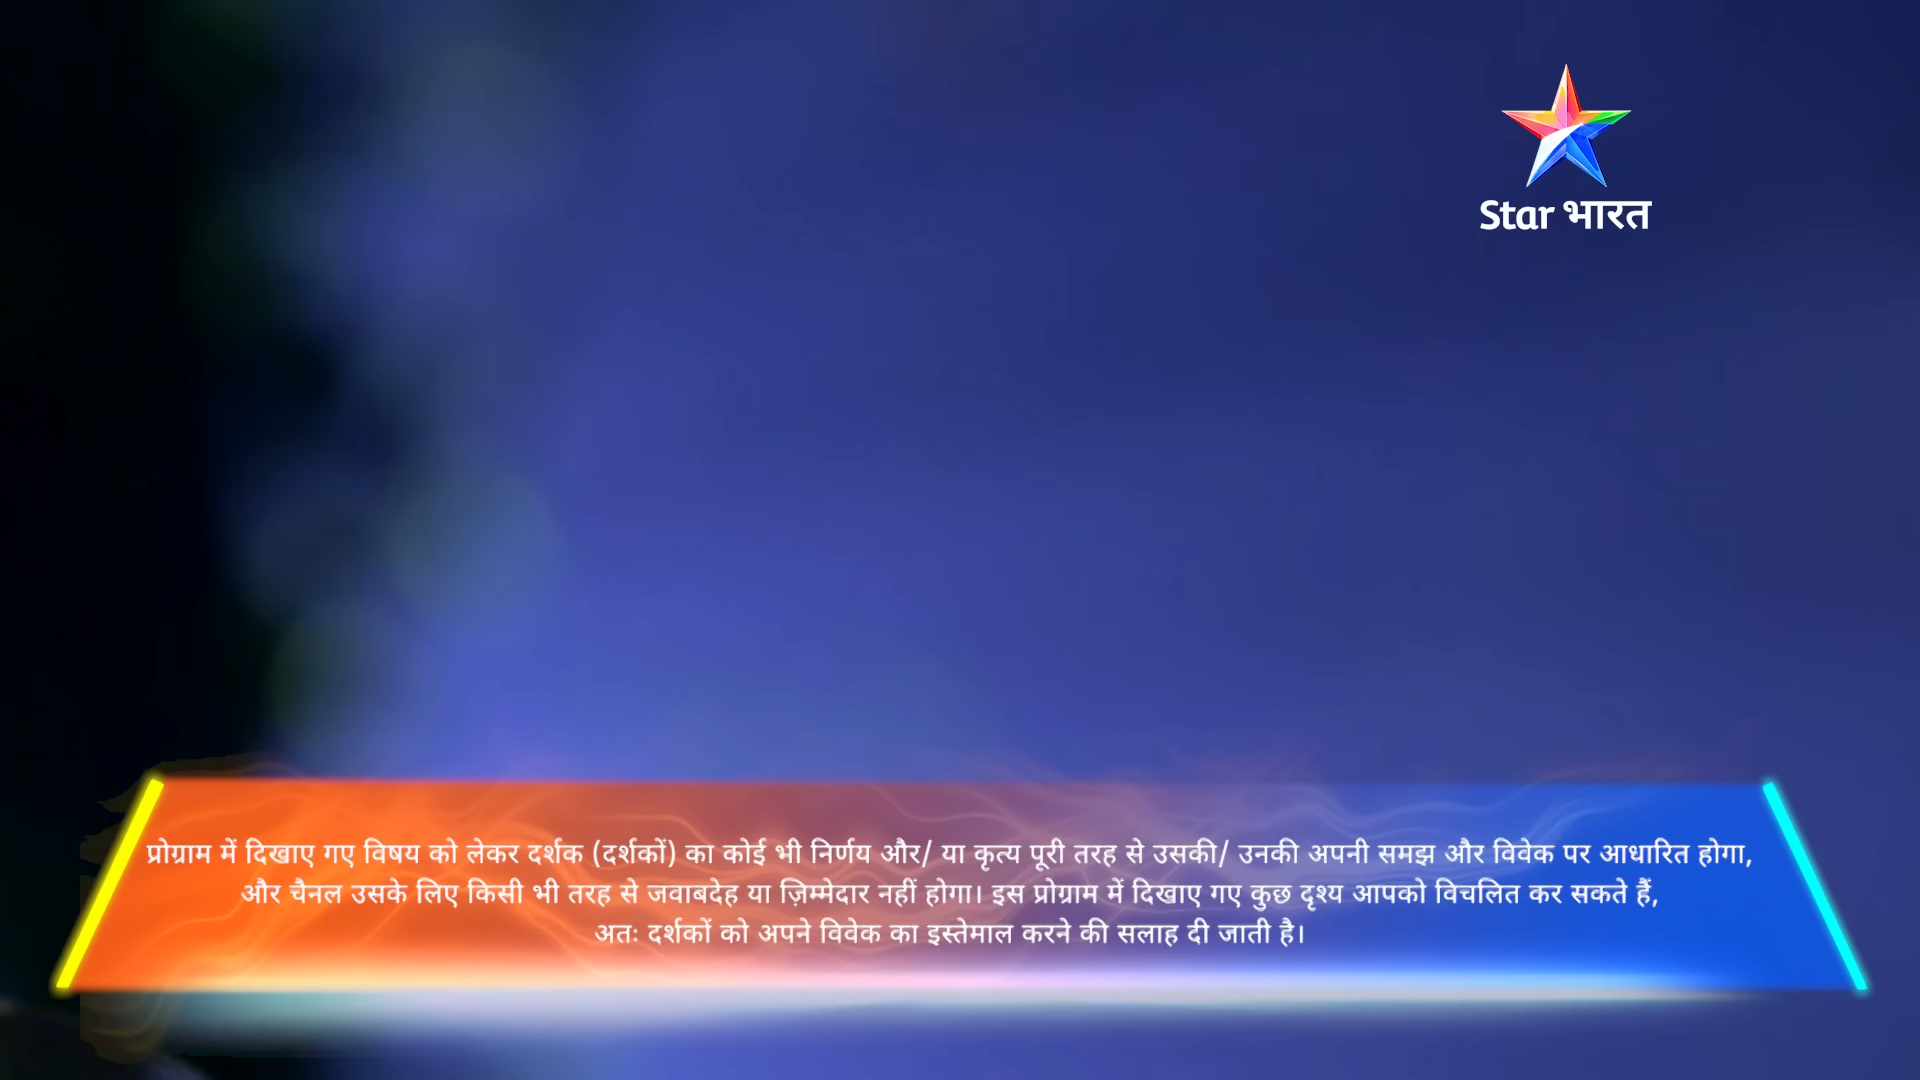 Star भारत
प्रोग्राम में दिखाए गए विषय को लेकर दर्शक (दर्शकों) का कोई भी निर्णय और/ या कृत्य पूरी तरह से उसकी/ उनकी अपनी समझ और विवेक पर आधारित होगा,
और चैनल उसके लिए किसी भी तरह से जवाबदेह या ज़िम्मेदार नहीं होगा। इस प्रोग्राम में दिखाए गए कुछ दृश्य आपको विचलित कर सकते हैं,
अतः दर्शकों को अपने विवेक का इस्तेमाल करने की सलाह दी जाती है।